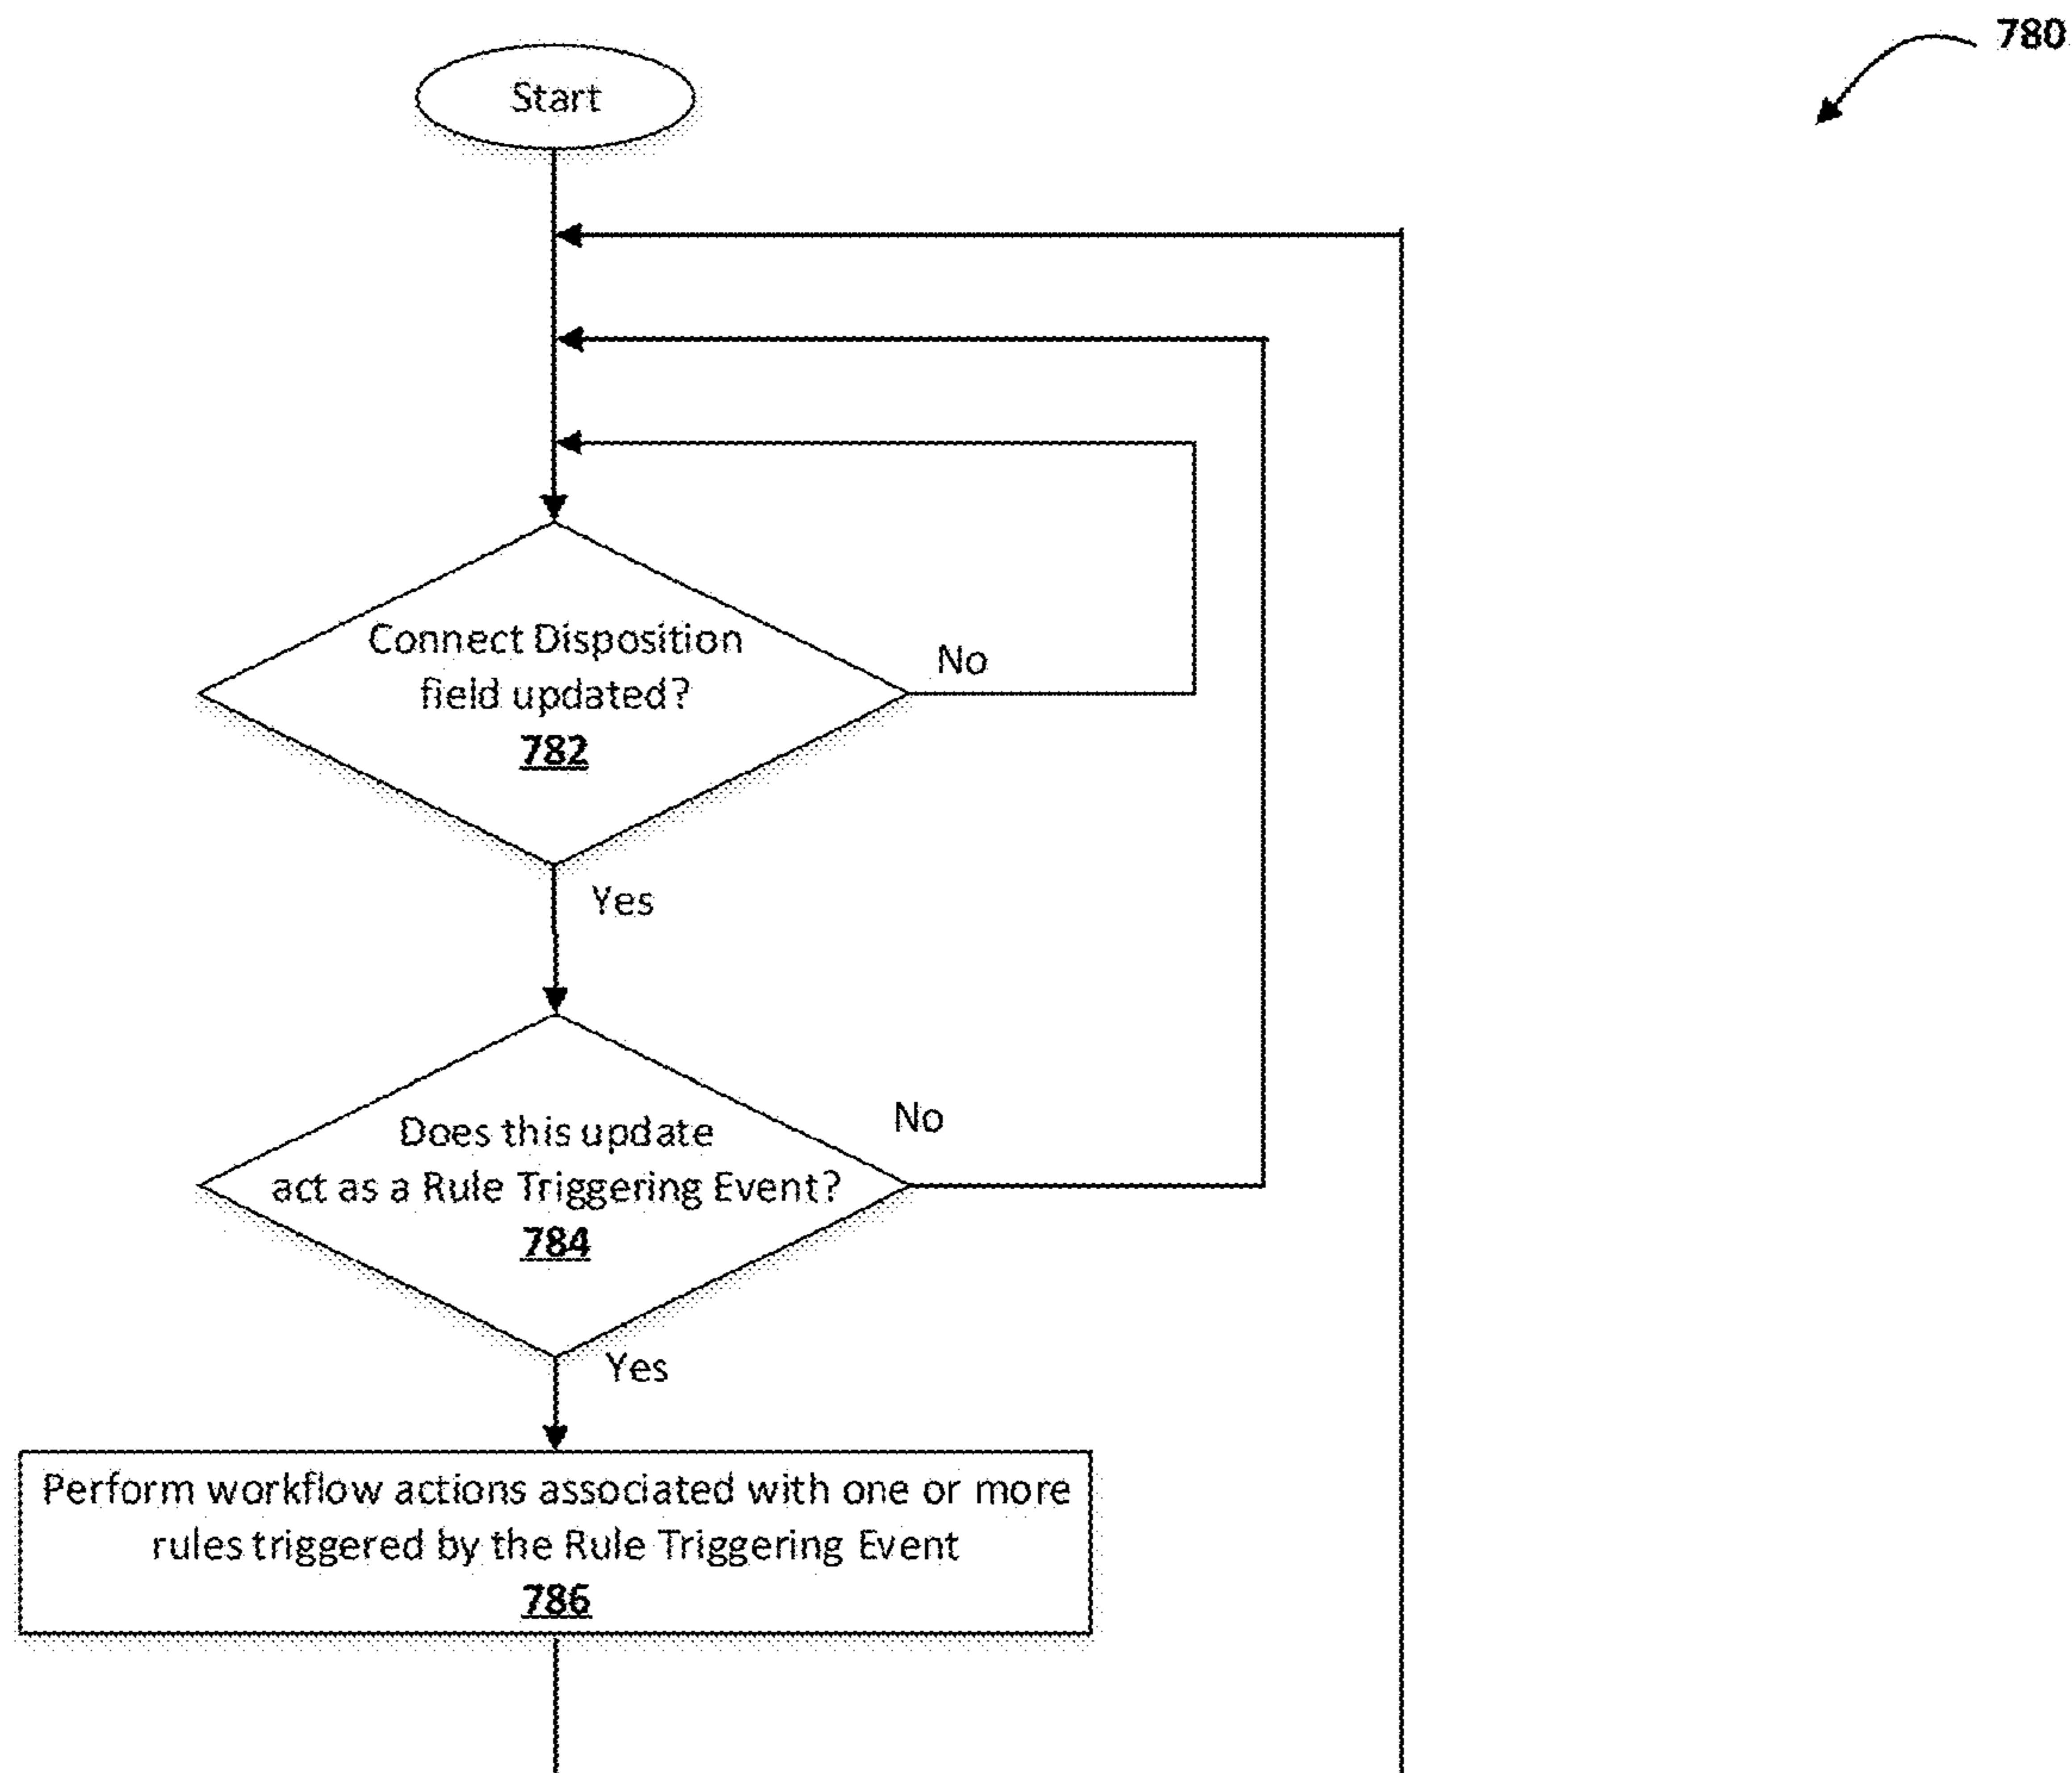 780
Start
Connect Disposition
field updated?
782
No
Yes
Does this update
act as a Rule Triggering Event?
784
No
Yes
Perform workflow actions associated with one or more
rules triggered by the Rule Triggering Event
786